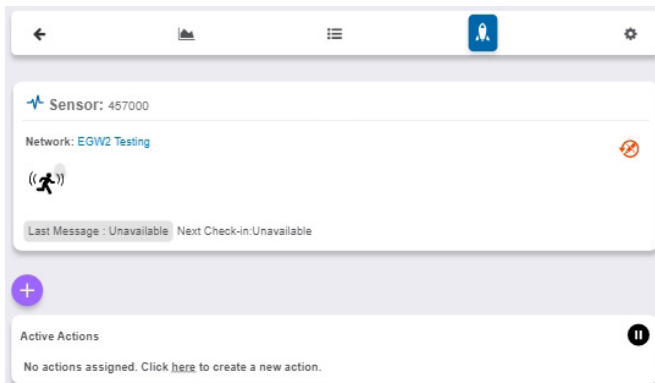 Sensor: 457000
Network: EGW2 Testing
Last Message : Unavailable Next Check-in:Unavailable
Active Actions
No actions assigned. Click here to create a new action.